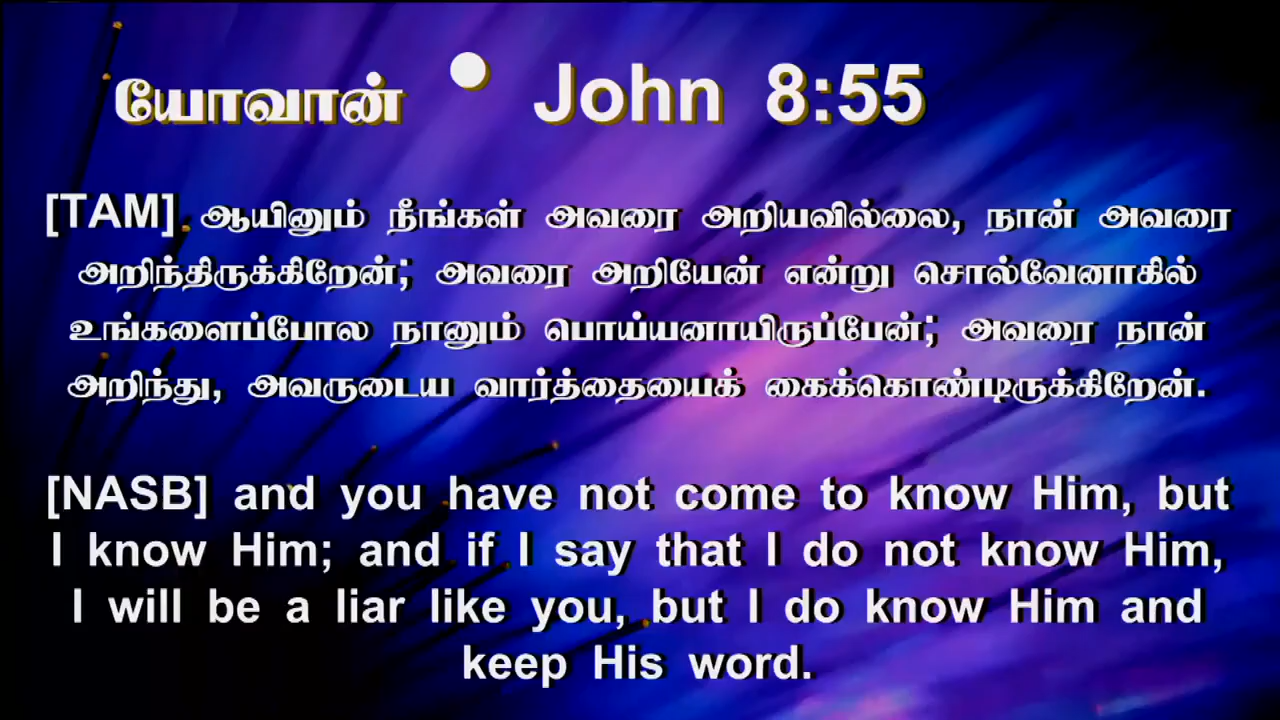 யோவான் • John 8:55
[TAM] ஆயினும் நீங்கள் அவரை அறியவில்லை, நான் அவரை
அறிந்திருக்கிறேன்; அவரை அறியேன் என்று சொல்வேனாகில்
உங்களைப்போல நானும் பொய்யனாயிருப்பேன்; அவரை நான்
அறிந்து, அவருடைய வார்த்தையைக் கைக்கொண்டிருக்கிறேன்.
[NASB] and you have not come to know Him, but
I know Him; and if I say that I do not know Him,
I will be a liar like you, but I do know Him and
keep His word.